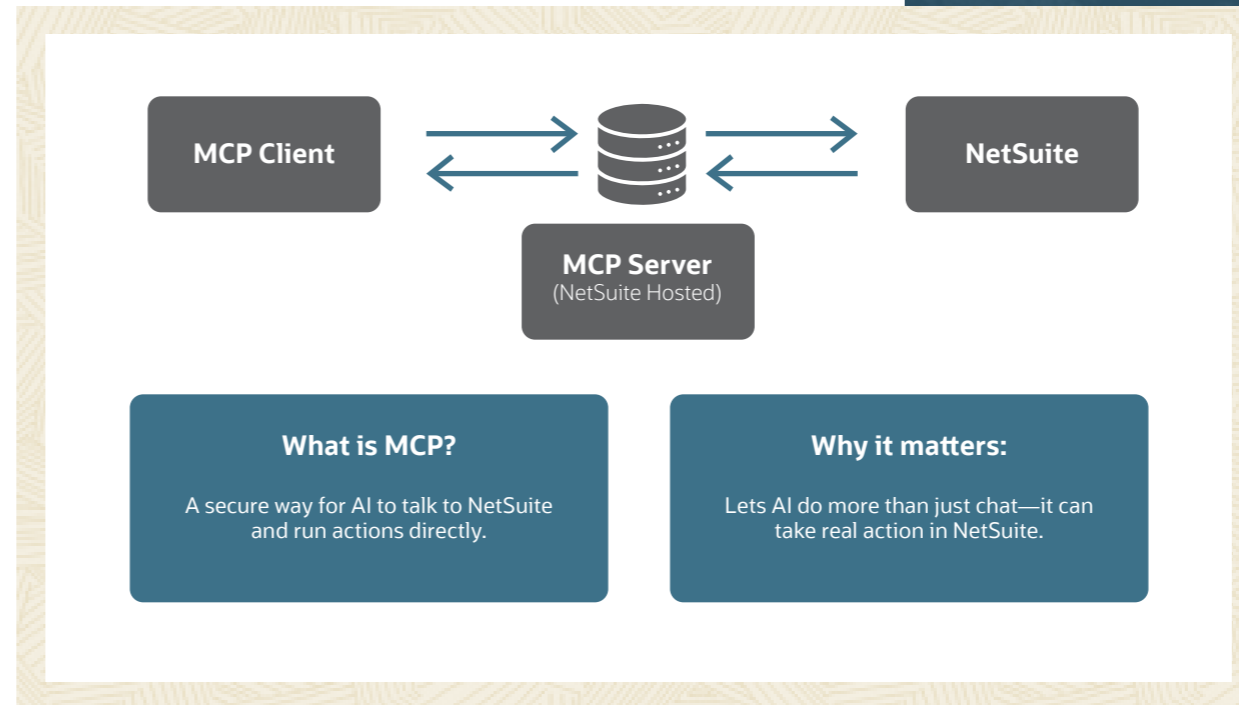 MCP Client
NetSuite
MCP Server
(NetSuite Hosted)
What is MCP?
A secure way for AI to talk to NetSuite
and run actions directly.
Why it matters:
Lets AI do more than just chat—it can
take real action in NetSuite.